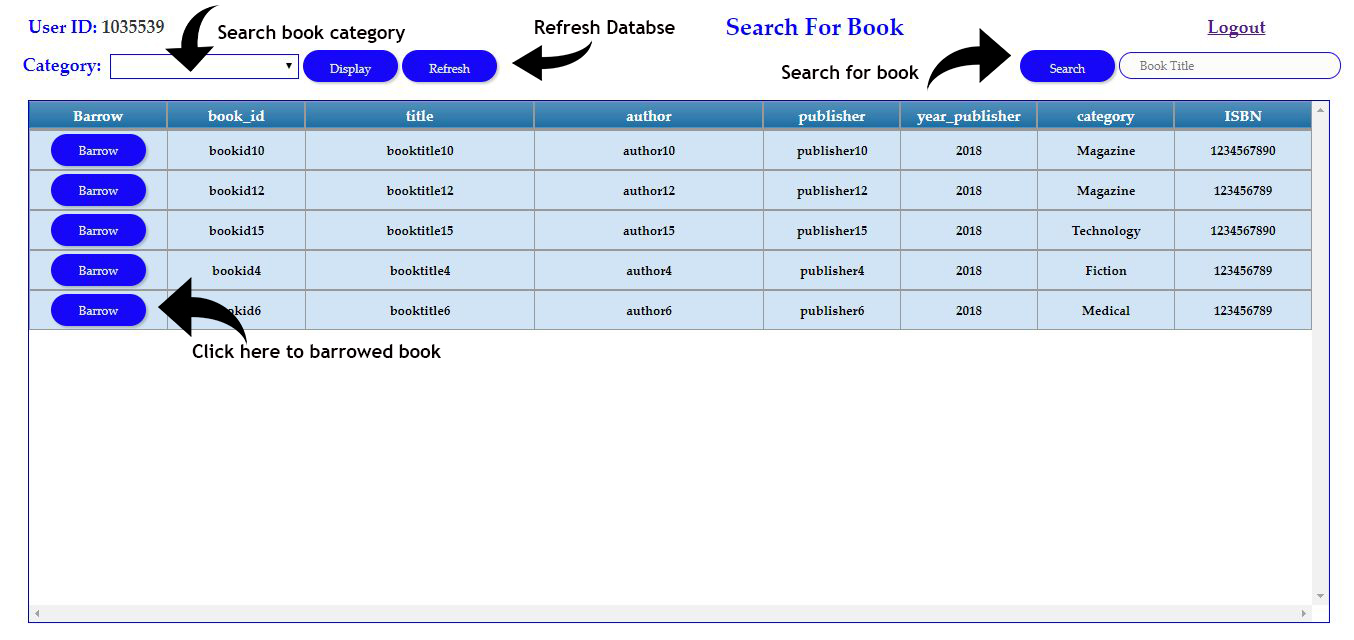 User ID: 1035539
Search book category
Refresh Databse
Search For Book
Logout
Category:
Display
Refresh
Search for book
Search
Book Title
Barrow book_id title author publisher year_publisher category ISBN
Barrow bookid10 booktitle10 author10 publisher10 2018 Magazine 1234567890
Barrow bookid12 booktitle12 author12 publisher12 2018 Magazine 123456789
Barrow bookid15 booktitle15 author15 publisher15 2018 Technology 1234567890
Barrow bookid4 booktitle4 author4 publisher4 2018 Fiction 123456789
Barrow okid6 booktitle6 author6 publisher6 2018 Medical 123456789
Click here to barrowed book